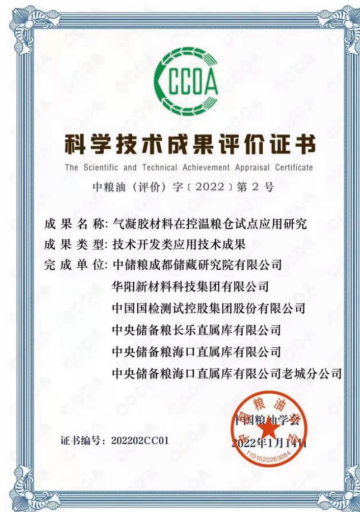 CCOA
科学技术成果评价证书
The Scientific and Technical Achievement Appraisal Certificate
中粮油（评价）字〔2022〕第 2 号
成 果 名 称: 气凝胶材料在控温粮仓试点应用研究
成 果 类 型: 技术开发类应用技术成果
完 成 单 位: 中储粮成都储藏研究院有限公司
华阳新材料科技集团有限公司
中国国检测试控股集团股份有限公司
中央储备粮长乐直属库有限公司
中央储备粮海口直属库有限公司
中央储备粮海口直属库有限公司老城分公司
中国粮油学会
证书编号: 202202CC01
2022年1月14日
1101020263084